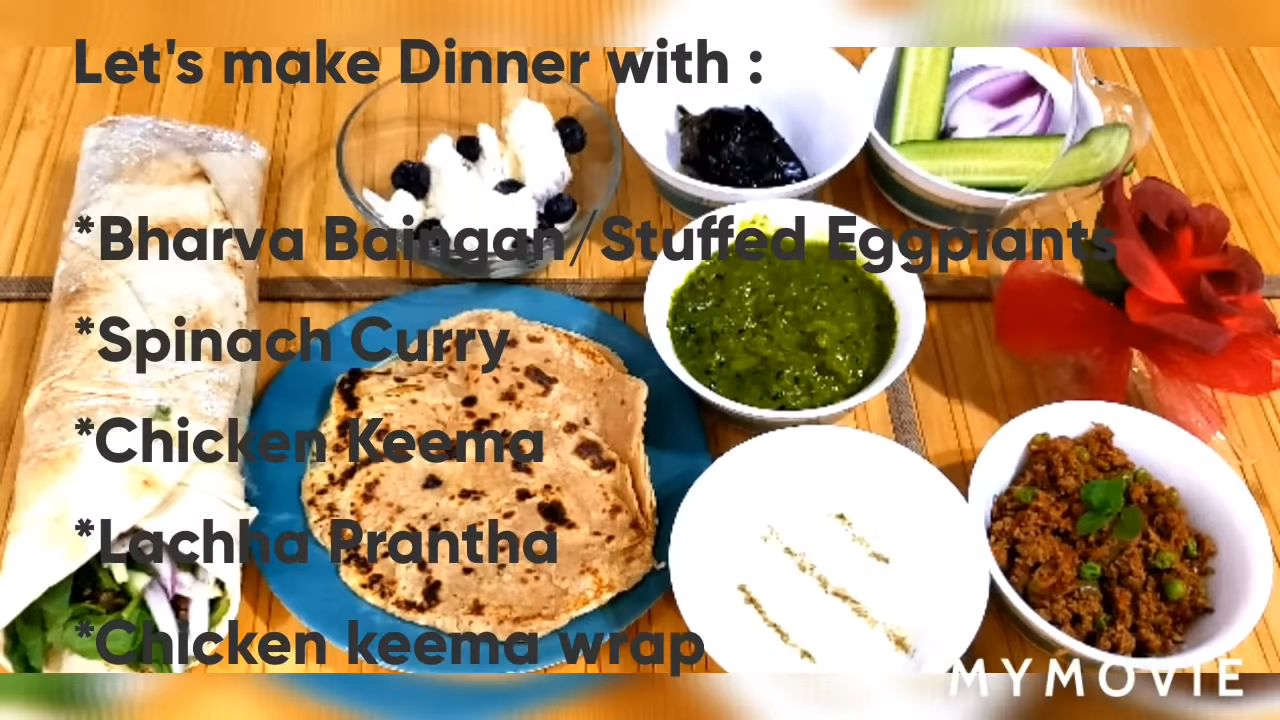 Let's make Dinner with :
*Bharva Baingan/Stuffed Eggplants
*Spinach Curry
*Chicken Keema
*Lachha Prantha
*Chicken keema wrap
MYMOVIE